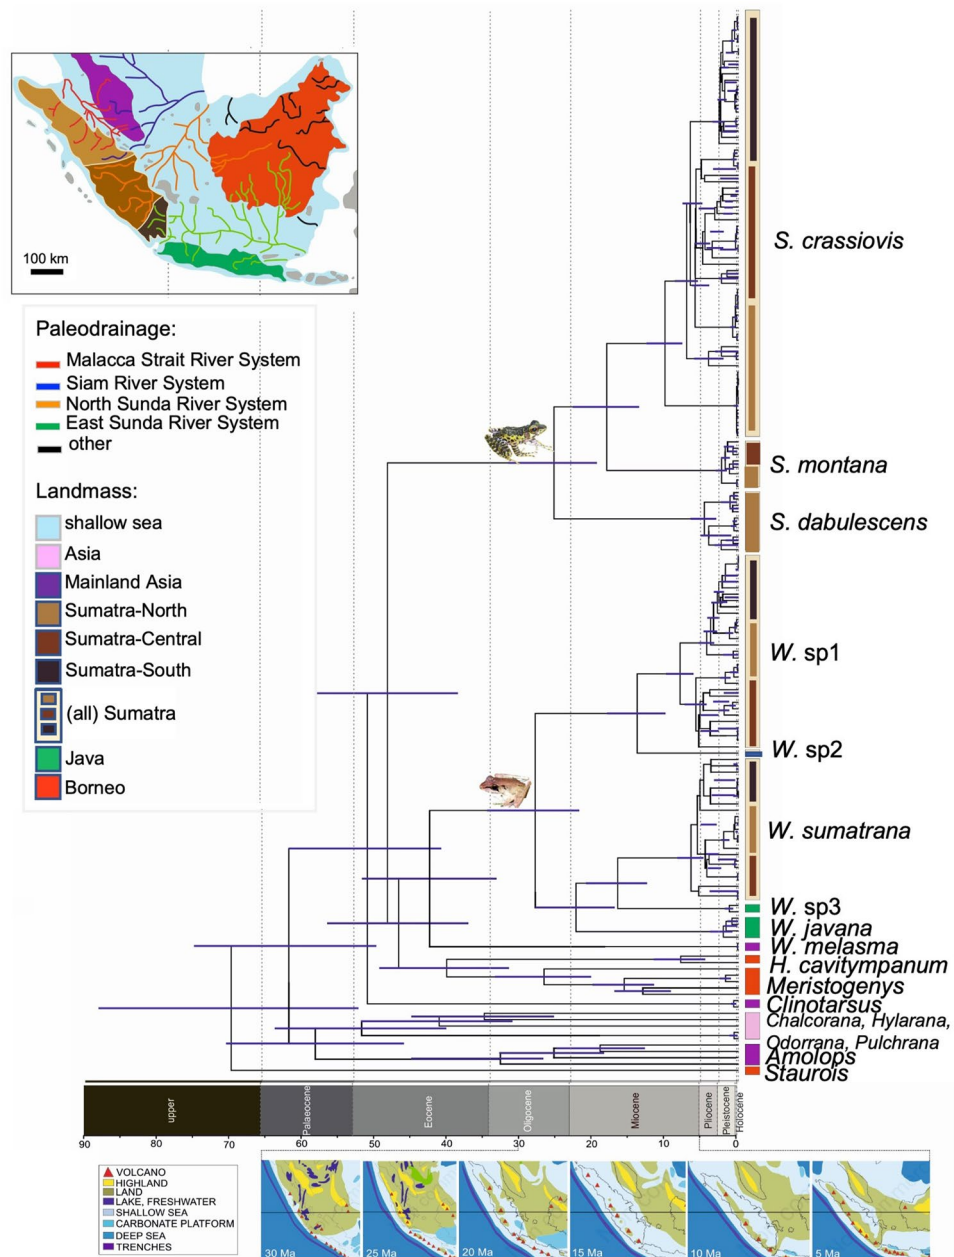 100 km
Paleodrainage:
Malacca Strait River System
Siam River System
North Sunda River System
East Sunda River System
other
Landmass:
shallow sea
Asia
Mainland Asia
Sumatra-North
Sumatra-Central
Sumatra-South
(all) Sumatra
Java
Borneo
S. crassiovis
S. montana
S. dabulescens
W. sp1
W. sp2
W. sumatrana
W. sp3
W. javana
W. melasma
H. cavitympanum
Meristogenys
Clinotarsus
Chalcorana, Hylarana,
Odorrana, Pulchrana
Amolops
Staurois
upper
Palaeocene
Eocene
Oligocene
Miocene
Pliocene
Pleistocene
Holocene
90 80 70 60 50 40 30 20 10 0
VOLCANO
HIGHLAND
LAND
LAKE, FRESHWATER
SHALLOW SEA
CARBONATE PLATFORM
DEEP SEA
TRENCHES
30 Ma
25 Ma
20 Ma
15 Ma
10 Ma
5 Ma